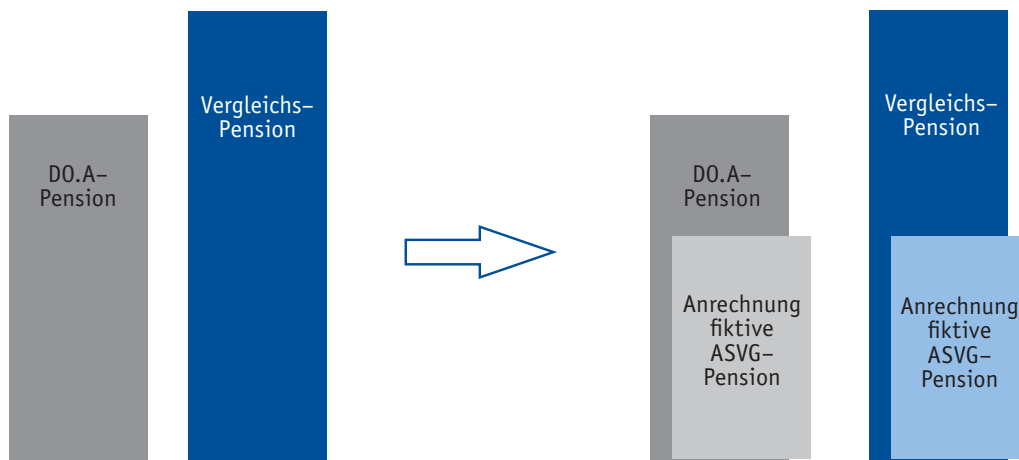 DO.A–
Pension
Vergleichs–
Pension
DO.A–
Pension
Anrechnung
fiktive
ASVG–
Pension
Vergleichs–
Pension
Anrechnung
fiktive
ASVG–
Pension